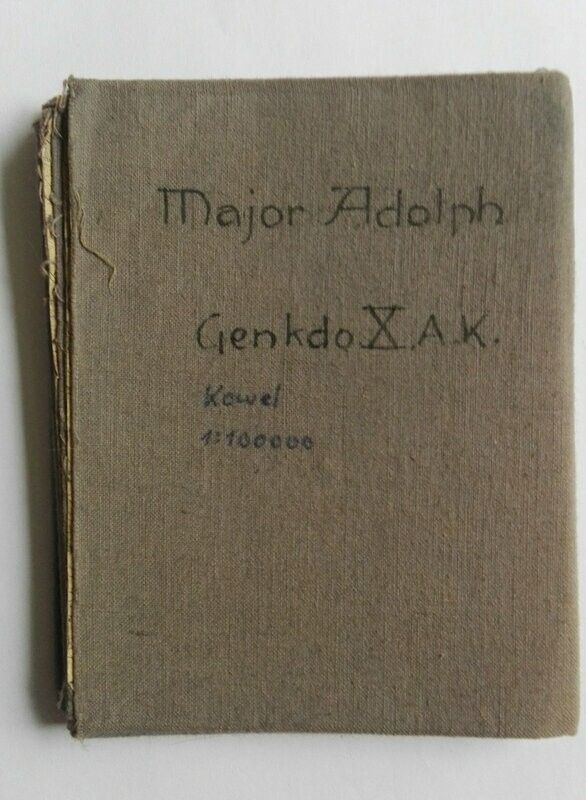 Major Adolph
Genkdo. X. A. K.
Kowel
1:100000